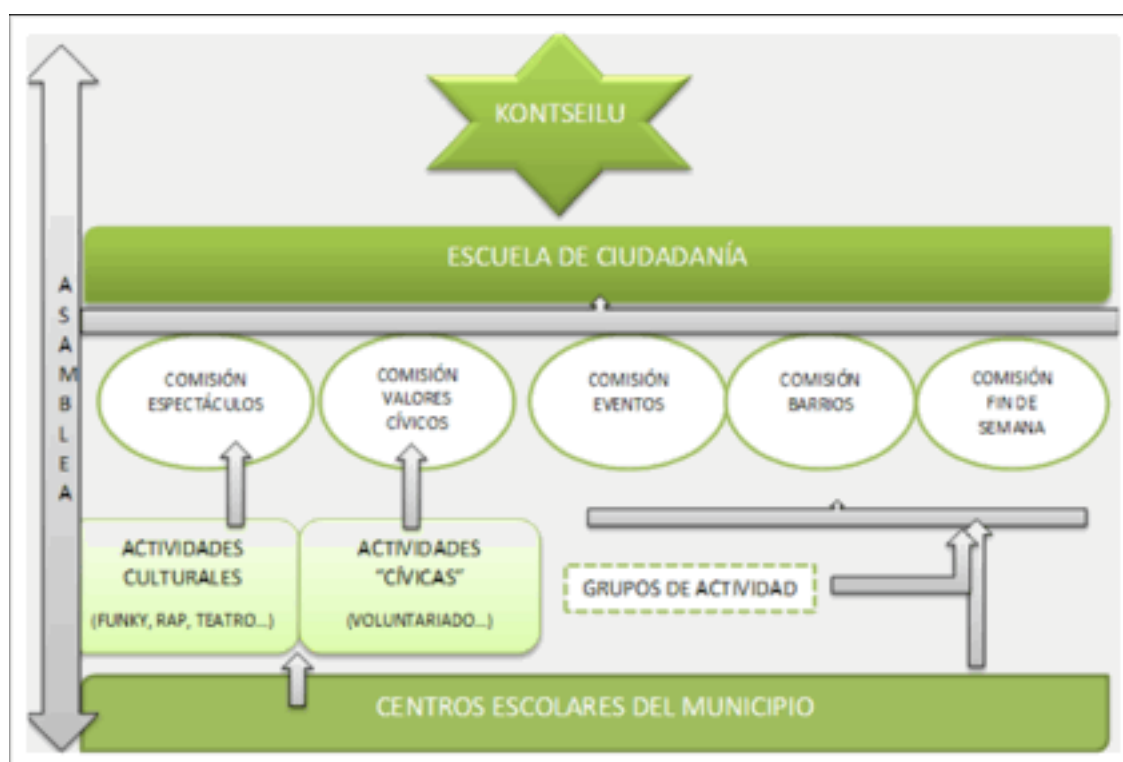 KONTSEILU
ESCUELA DE CIUDADANÍA
ASAMBLEA
COMISIÓN
ESPECTÁCULOS
COMISIÓN
VALORES
CÍVICOS
COMISIÓN
EVENTOS
COMISIÓN
BARRIOS
COMISIÓN
FIN DE
SEMANA
ACTIVIDADES
CULTURALES
(FUNKY, RAP, TEATRO...)
ACTIVIDADES
"CÍVICAS"
(VOLUNTARIADO...)
GRUPOS DE ACTIVIDAD
CENTROS ESCOLARES DEL MUNICIPIO